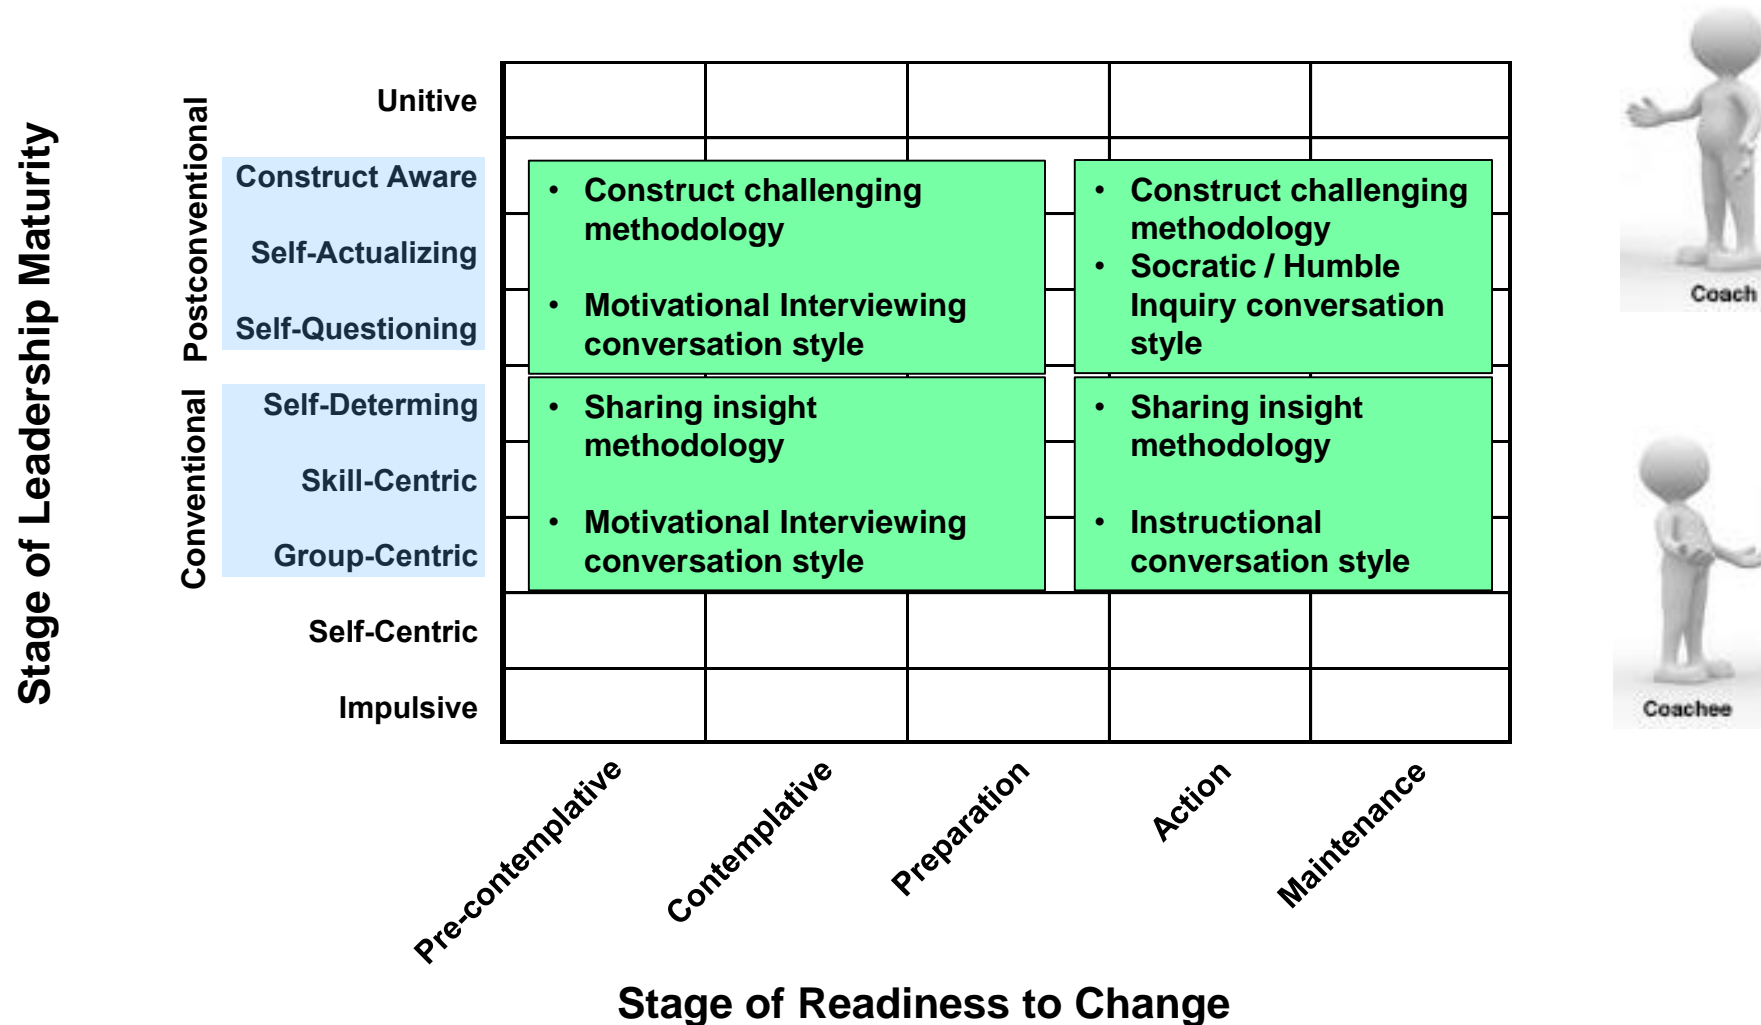 Stage of Leadership Maturity
Postconventional
Conventional
Unitive
Construct Aware
Self-Actualizing
Self-Questioning
Self-Determing
Skill-Centric
Group-Centric
Self-Centric
Impulsive
• Construct challenging
methodology
• Motivational Interviewing
conversation style
• Construct challenging
methodology
• Socratic / Humble
Inquiry conversation
style
• Sharing insight
methodology
• Motivational Interviewing
conversation style
• Sharing insight
methodology
• Instructional
conversation style
Pre-contemplative
Contemplative
Preparation
Action
Maintenance
Stage of Readiness to Change
Coach
Coachee